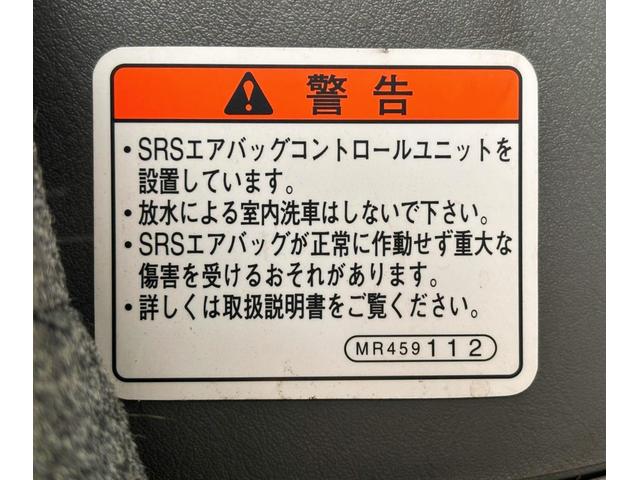 警告
・SRSエアバッグコントロールユニットを
設置しています。
・放水による室内洗車はしないで下さい。
・SRSエアバッグが正常に作動せず重大な
傷害を受けるおそれがあります。
・詳しくは取扱説明書をご覧ください。
MR459112